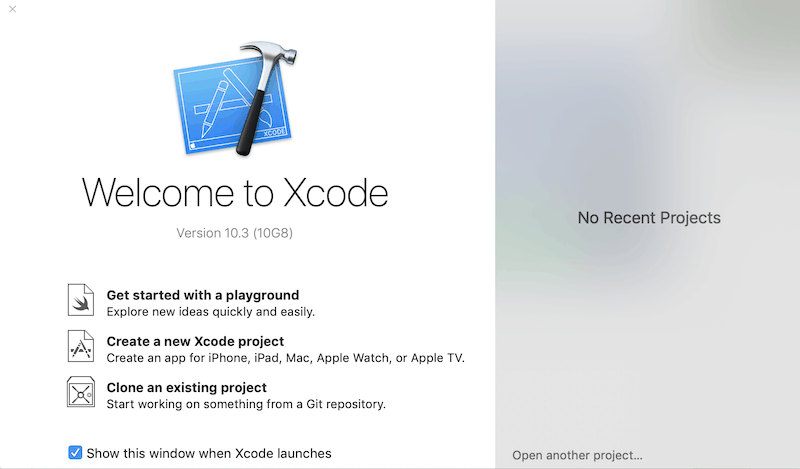 XCODE
Welcome to Xcode
Version 10.3 (10G8)
Get started with a playground
Explore new ideas quickly and easily.
Create a new Xcode project
Create an app for iPhone, iPad, Mac, Apple Watch, or Apple TV.
Clone an existing project
Start working on something from a Git repository.
Show this window when Xcode launches
No Recent Projects
Open another project...